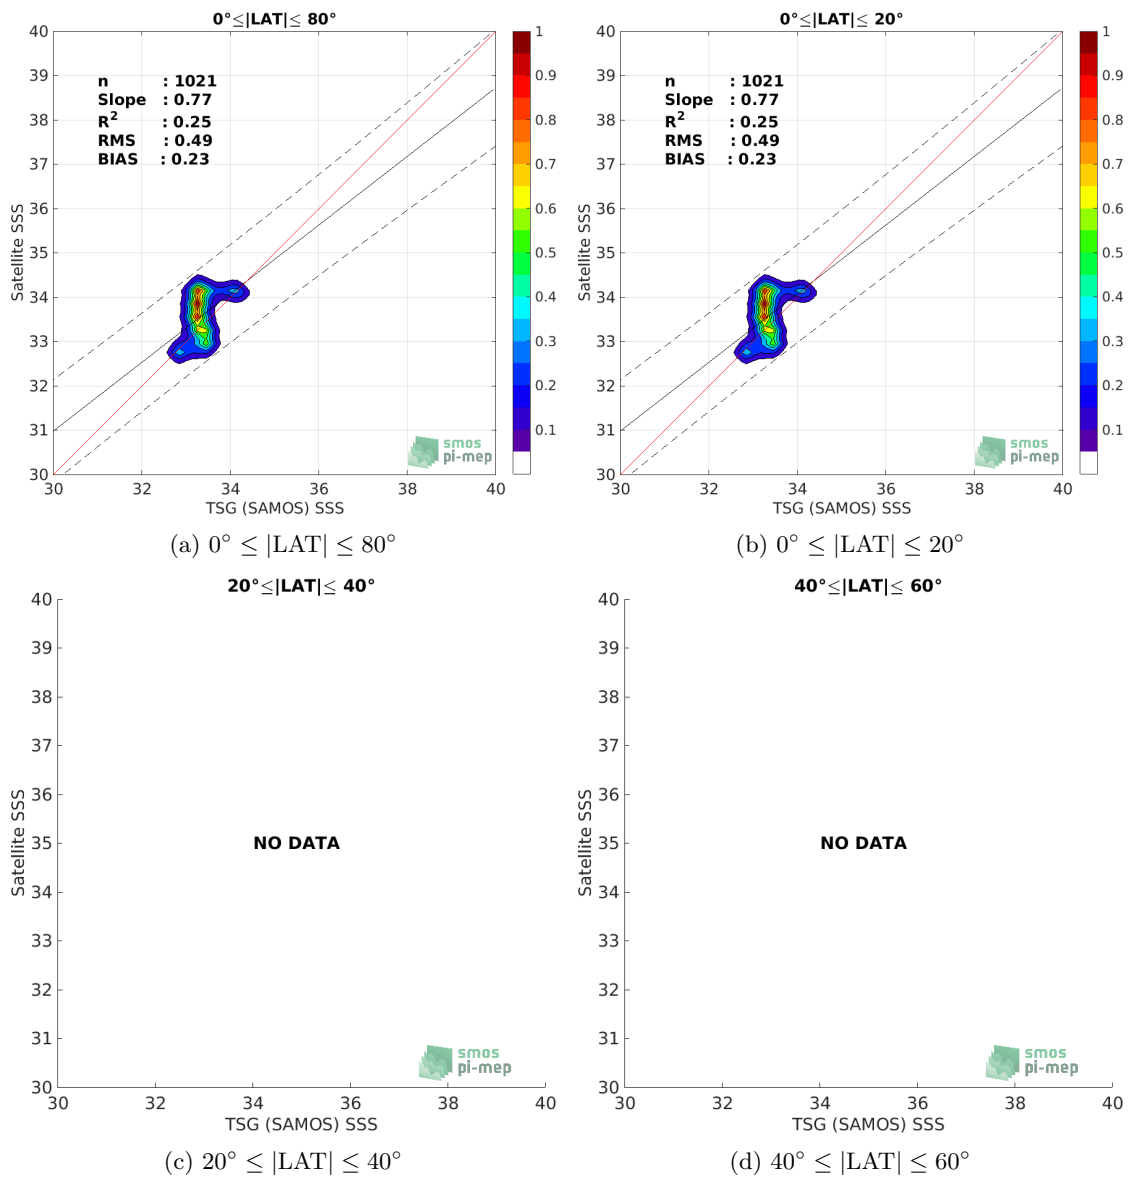 0°≤|LAT|≤ 80°
40
39
38
37
36
35
34
33
32
31
30
Satellite SSS
n : 1021
Slope : 0.77
R² : 0.25
RMS : 0.49
BIAS : 0.23
smos
pi-mep
30 32 34 36 38 40
TSG (SAMOS) SSS
1
0.9
0.8
0.7
0.6
0.5
0.4
0.3
0.2
0.1
(a) 0° ≤ |LAT| ≤ 80°
0°≤|LAT|≤ 20°
40
39
38
37
36
35
34
33
32
31
30
Satellite SSS
n : 1021
Slope : 0.77
R² : 0.25
RMS : 0.49
BIAS : 0.23
smos
pi-mep
30 32 34 36 38 40
TSG (SAMOS) SSS
1
0.9
0.8
0.7
0.6
0.5
0.4
0.3
0.2
0.1
(b) 0° ≤ |LAT| ≤ 20°
20°≤|LAT|≤ 40°
40
39
38
37
36
35
34
33
32
31
30
Satellite SSS
NO DATA
smos
pi-mep
30 32 34 36 38 40
TSG (SAMOS) SSS
(c) 20° ≤ |LAT| ≤ 40°
40°≤|LAT|≤ 60°
40
39
38
37
36
35
34
33
32
31
30
Satellite SSS
NO DATA
smos
pi-mep
30 32 34 36 38 40
TSG (SAMOS) SSS
(d) 40° ≤ |LAT| ≤ 60°